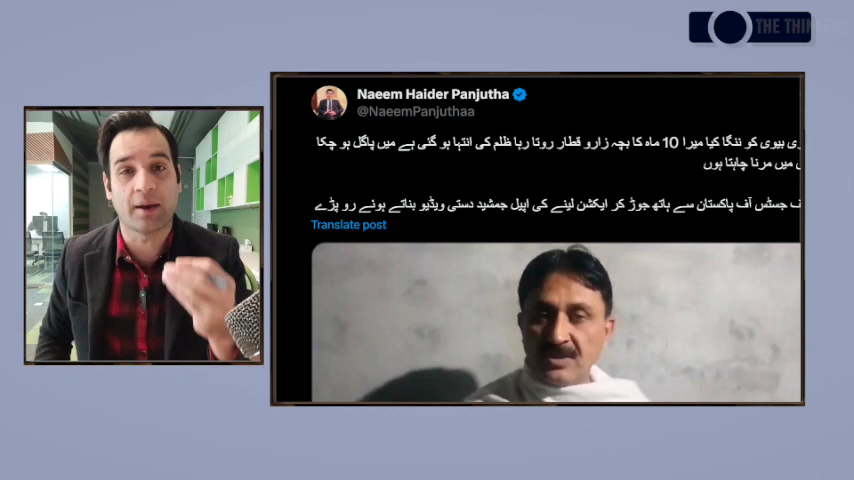 THE THIN
Naeem Haider Panjutha
@NaeemPanjuthaa
بیوی کو ننگا کیا میرا 10 ماہ کا بچہ زارو قطار روتا رہا ظلم کی انتہا ہو گئی ہے میں پاگل ہو چکا
میں مرنا چاہتا ہوں
جسٹس آف پاکستان سے ہاتھ جوڑ کر ایکشن لینے کی اپیل جمشید دستی ویڈیو بناتے ہوئے رو پڑے
Translate post